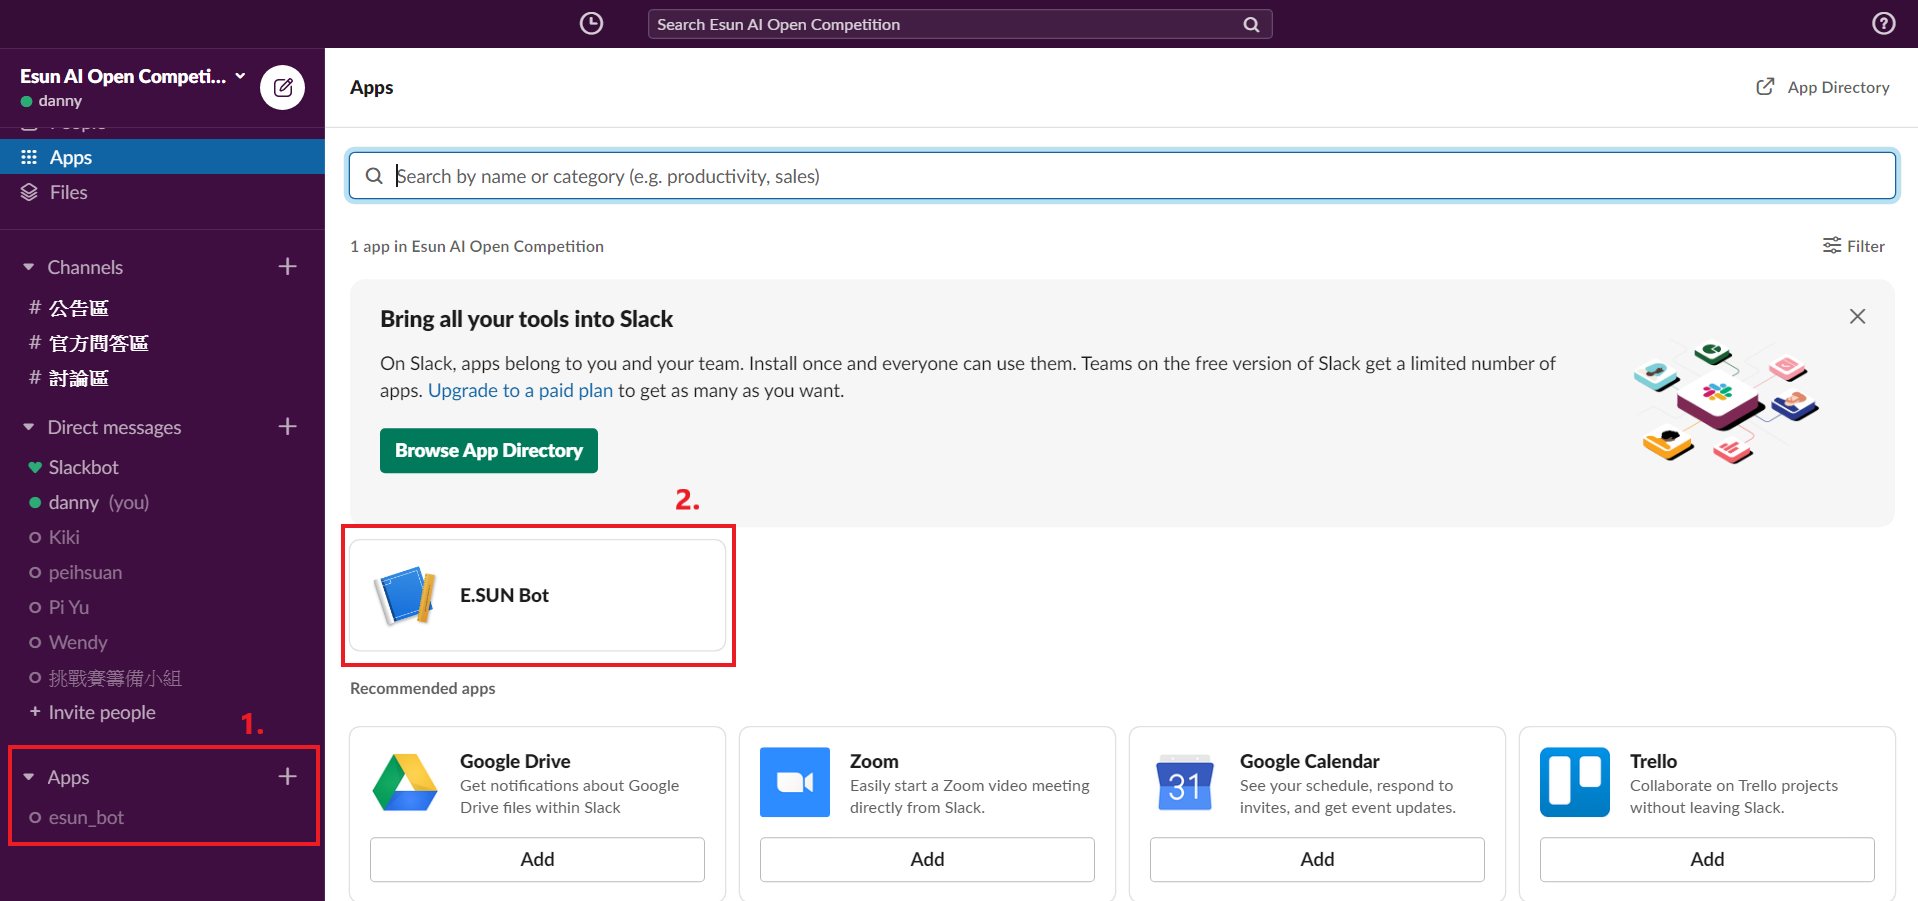 Search Esun AI Open Competition
Esun AI Open Competi...
danny
People
Apps
Files
Channels
# 公告區
# 官方問答區
# 討論區
Direct messages
Slackbot
danny (you)
Kiki
peihsuan
Pi Yu
Wendy
挑戰賽籌備小組
+ Invite people
1.
Apps
esun_bot
Apps
App Directory
Search by name or category (e.g. productivity, sales)
1 app in Esun AI Open Competition
Filter
Bring all your tools into Slack
On Slack, apps belong to you and your team. Install once and everyone can use them. Teams on the free version of Slack get a limited number of
apps. Upgrade to a paid plan to get as many as you want.
Browse App Directory
2.
E.SUN Bot
Recommended apps
Google Drive
Get notifications about Google
Drive files within Slack
Add
Zoom
Easily start a Zoom video meeting
directly from Slack.
Add
31
Google Calendar
See your schedule, respond to
invites, and get event updates.
Add
Trello
Collaborate on Trello projects
without leaving Slack.
Add